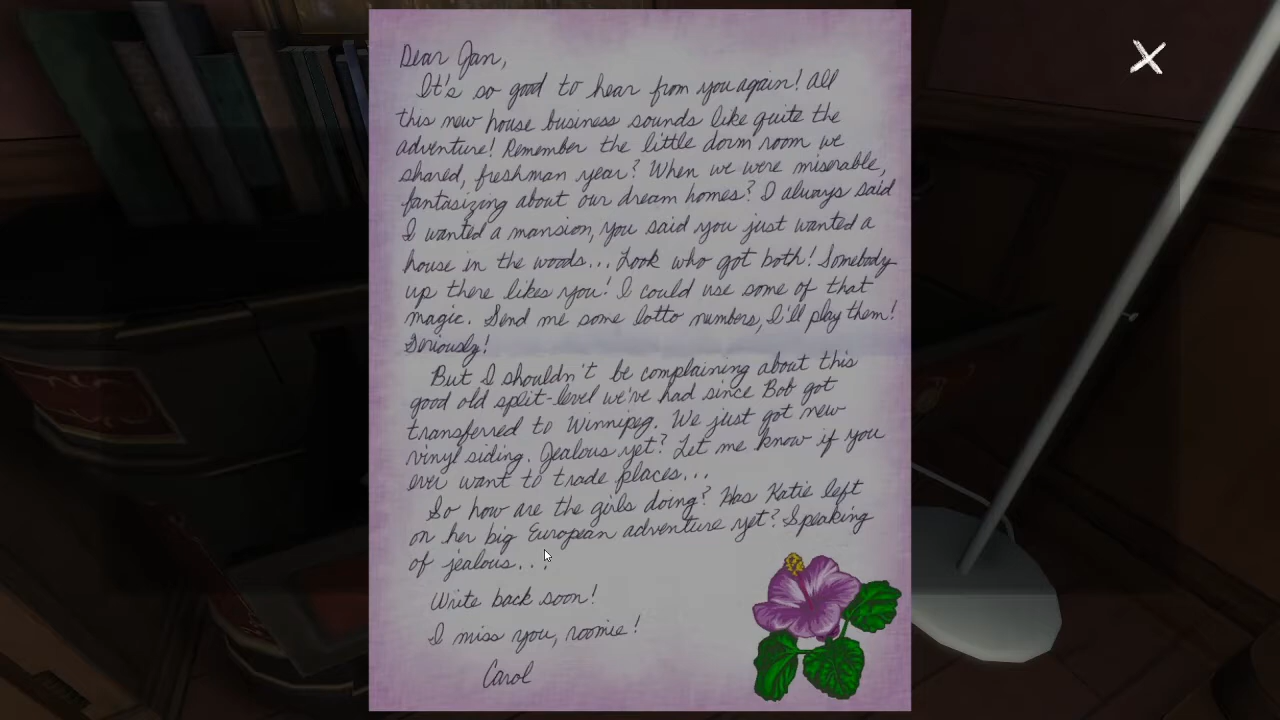 Dear Jan,
It's so good to hear from you again! All
this new house business sounds like quite the
adventure! Remember the little dorm room we
shared, freshman year? When we were miserable,
fantasizing about our dream homes? I always said
I wanted a mansion, you said you just wanted a
house in the woods... Look who got both! Somebody
up there likes you! I could use some of that
magic. Send me some lotto numbers, I'll play them!
Seriously!
But I shouldn't be complaining about this
good old split-level we've had since Bob got
transferred to Winnipeg. We just got new
vinyl siding. Jealous yet? Let me know if you
ever want to trade places...
So how are the girls doing? Has Katie left
on her big European adventure yet? Speaking
of jealous...
Write back soon!
I miss you, roomie!
Carol